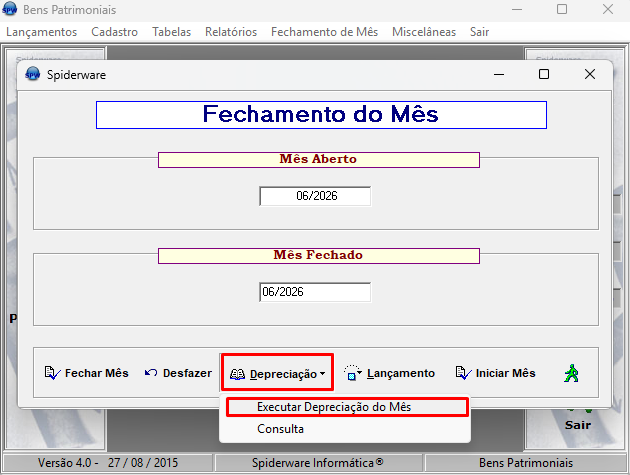 Bens Patrimoniais
Lançamentos Cadastro Tabelas Relatórios Fechamento de Mês Miscelâneas Sair
Spiderware
Fechamento do Mês
Mês Aberto
06/2026
Mês Fechado
06/2026
Fechar Mês Desfazer Depreciação Lançamento Iniciar Mês
Executar Depreciação do Mês
Consulta
Sair
Versão 4.0 - 27 / 08 / 2015 Spiderware Informática® Bens Patrimoniais